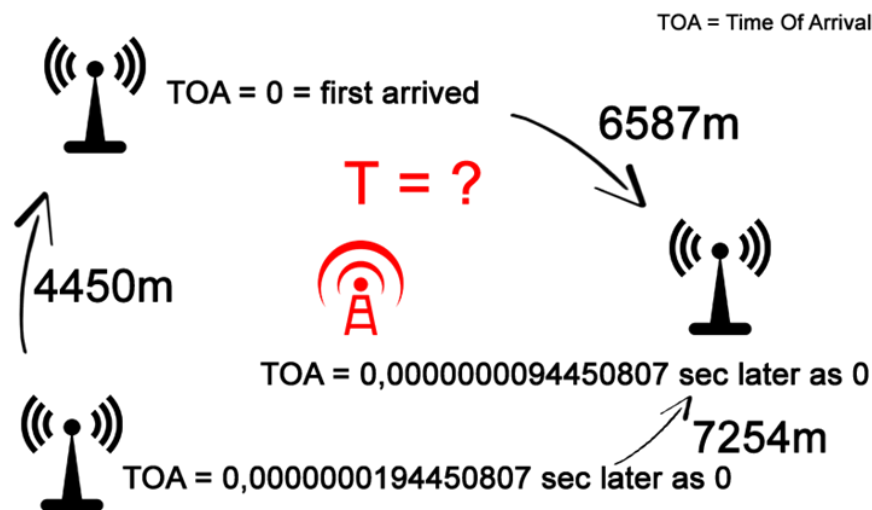 TOA = Time Of Arrival
TOA = 0 = first arrived
6587m
T = ?
4450m
TOA = 0,0000000094450807 sec later as 0
7254m
TOA = 0,0000000194450807 sec later as 0